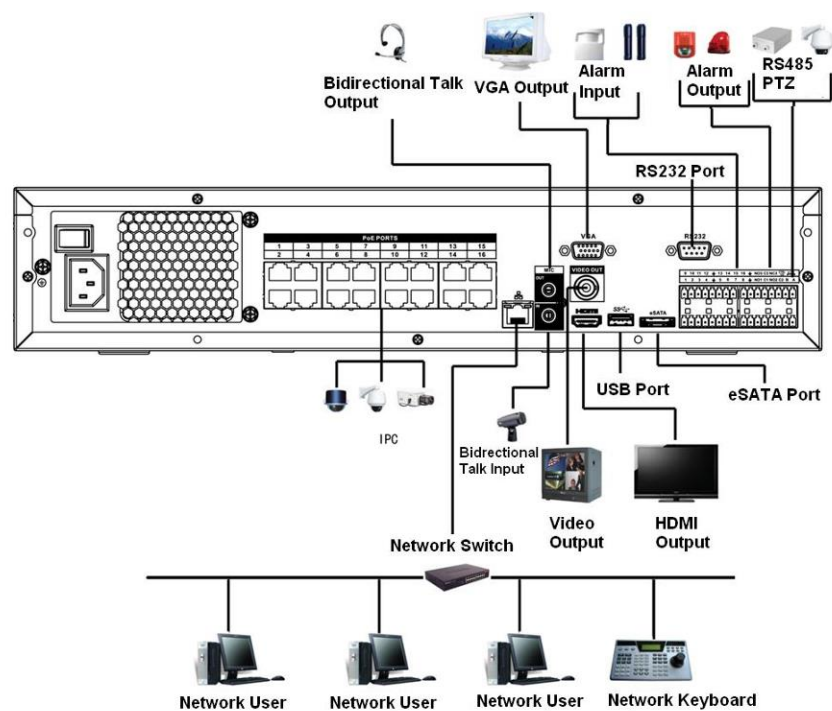 Bidirectional Talk
Output
VGA Output
Alarm
Input
Alarm
Output
RS485
PTZ
RS232 Port
PoE PORTS
1 3 5 7 9 11 13 15
2 4 6 8 10 12 14 16
VGA
RS232
MIC
OUT
VIDEO OUT
HDMI
SS
eSATA
USB Port
eSATA Port
IPC
Bidrectional
Talk Input
Video
Output
HDMI
Output
Network Switch
Network User
Network User
Network User
Network Keyboard